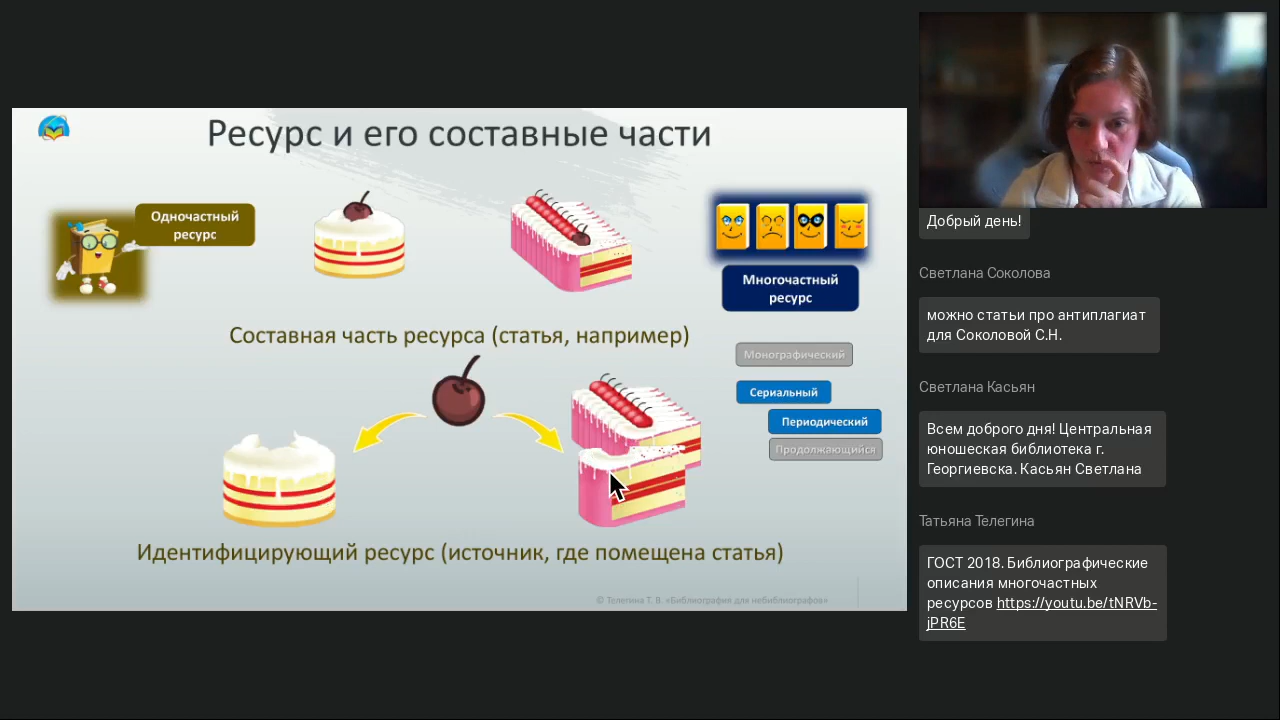 Ресурс и его составные части
Одночастный
ресурс
Многочастный
ресурс
Составная часть ресурса (статья, например)
Монографический
Сериальный
Периодический
Продолжающийся
Идентифицирующий ресурс (источник, где помещена статья)
© Телегина Т. В. «Библиография для небиблиографов»
Добрый день!
Светлана Соколова
можно статьи про антиплагиат
для Соколовой С.Н.
Светлана Касьян
Всем доброго дня! Центральная
юношеская библиотека г.
Георгиевска. Касьян Светлана
Татьяна Телегина
ГОСТ 2018. Библиографические
описания многочастных
ресурсов https://youtu.be/tNRVb-
jPR6E